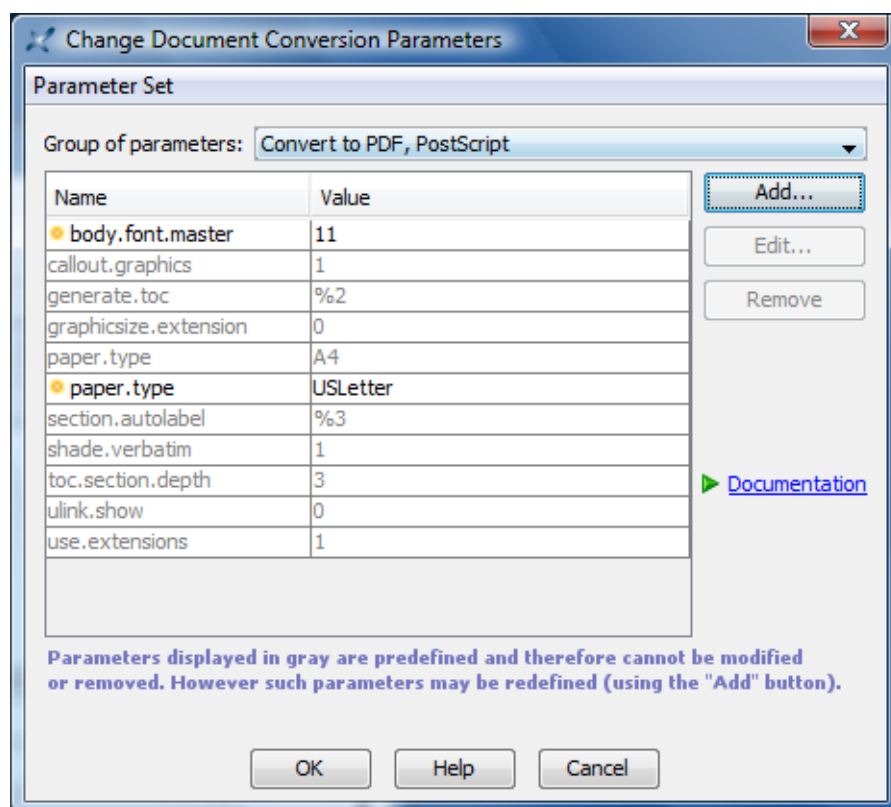 Change Document Conversion Parameters
X
Parameter Set
Group of parameters: Convert to PDF, PostScript
Name Value
body.font.master 11
callout.graphics 1
generate.toc %2
graphicsize.extension 0
paper.type A4
paper.type USLetter
section.autolabel %3
shade.verbatim 1
toc.section.depth 3
ulink.show 0
use.extensions 1
Add...
Edit...
Remove
Documentation
Parameters displayed in gray are predefined and therefore cannot be modified
or removed. However such parameters may be redefined (using the "Add" button).
OK Help Cancel